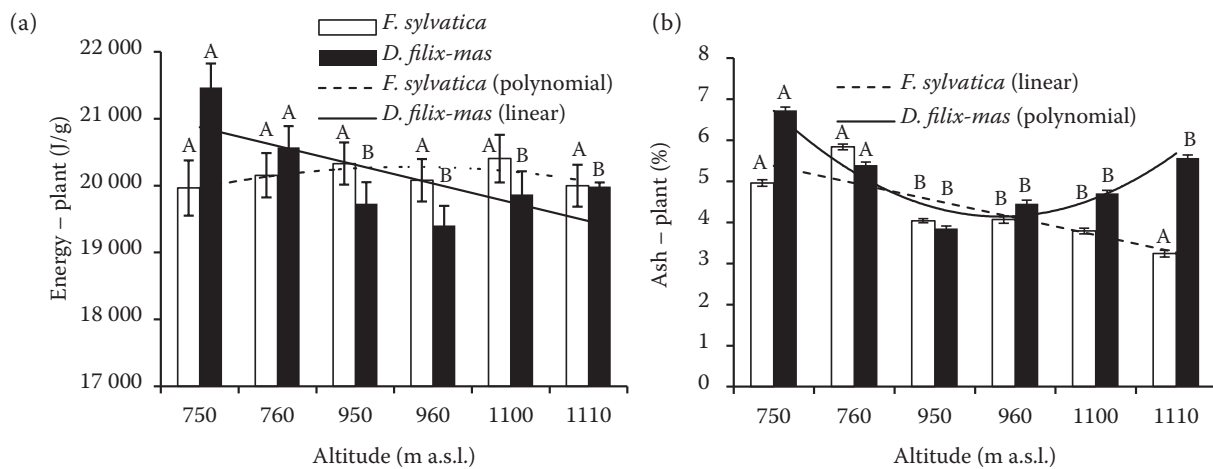 (a)
F. sylvatica
D. filix-mas
F. sylvatica (polynomial)
D. filix-mas (linear)
Energy – plant (J/g)
22 000
21 000
20 000
19 000
18 000
17 000
A A A A A B A B A B A B
750 760 950 960 1100 1110
Altitude (m a.s.l.)
(b)
F. sylvatica (linear)
D. filix-mas (polynomial)
Ash – plant (%)
8
7
6
5
4
3
2
1
0
A A A A B B B B B B A B
750 760 950 960 1100 1110
Altitude (m a.s.l.)